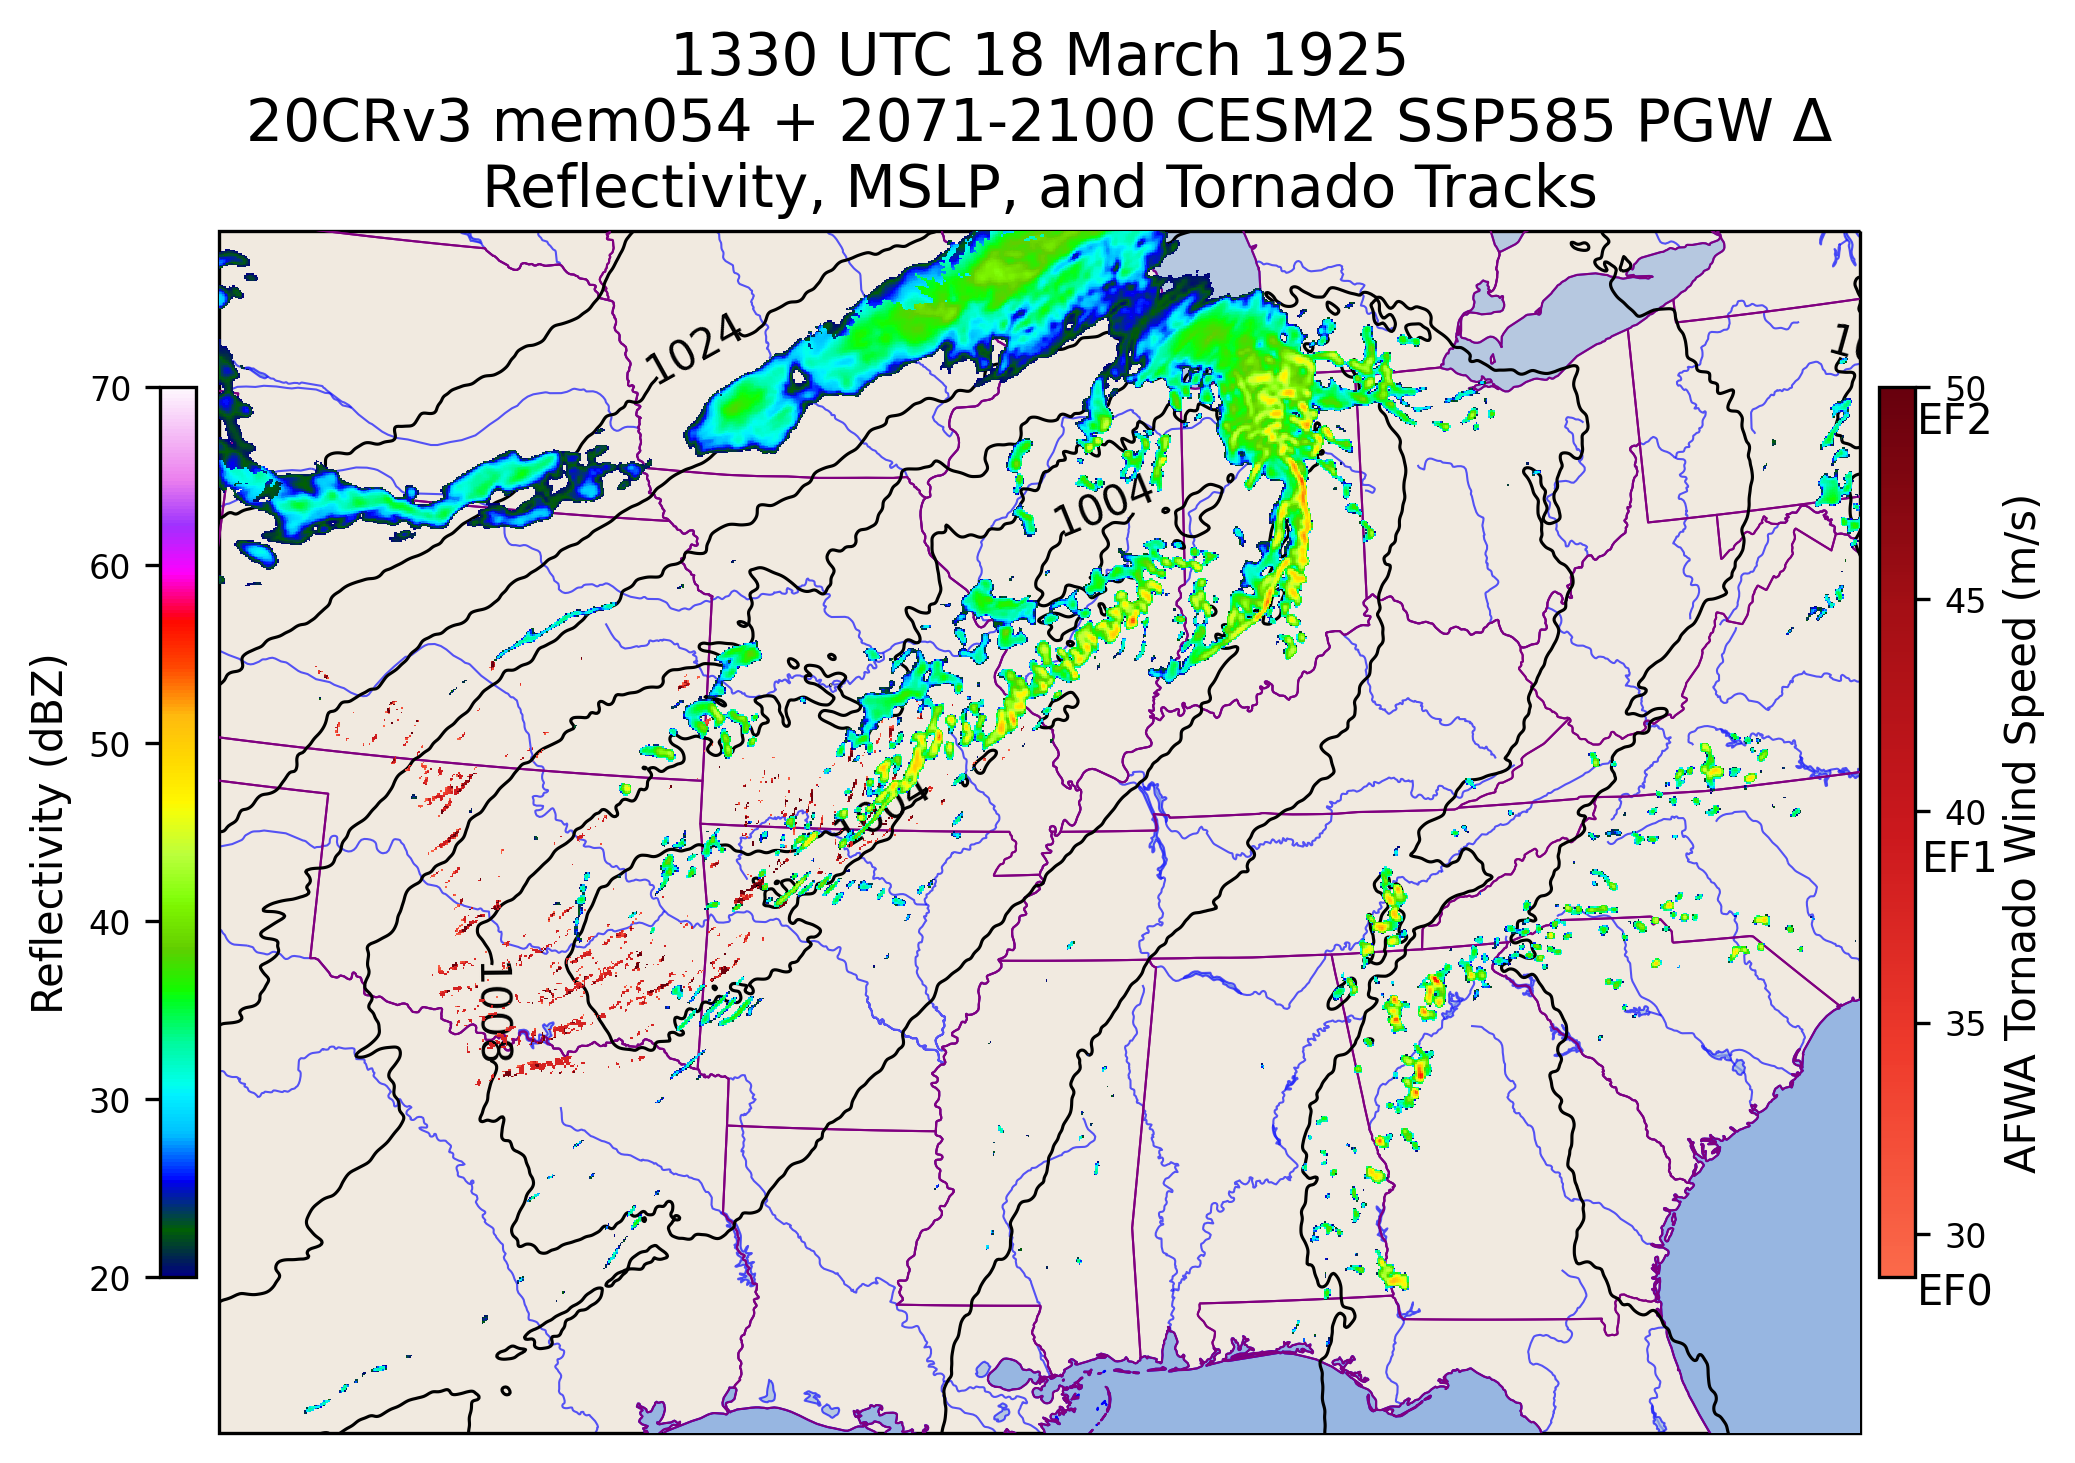 1330 UTC 18 March 1925
20CRv3 mem054 + 2071-2100 CESM2 SSP585 PGW Δ
Reflectivity, MSLP, and Tornado Tracks
Reflectivity (dBZ)
70
60
50
40
30
20
1024
1004
1004
1008
50
EF2
45
40
EF1
35
30
EF0
AFWA Tornado Wind Speed (m/s)